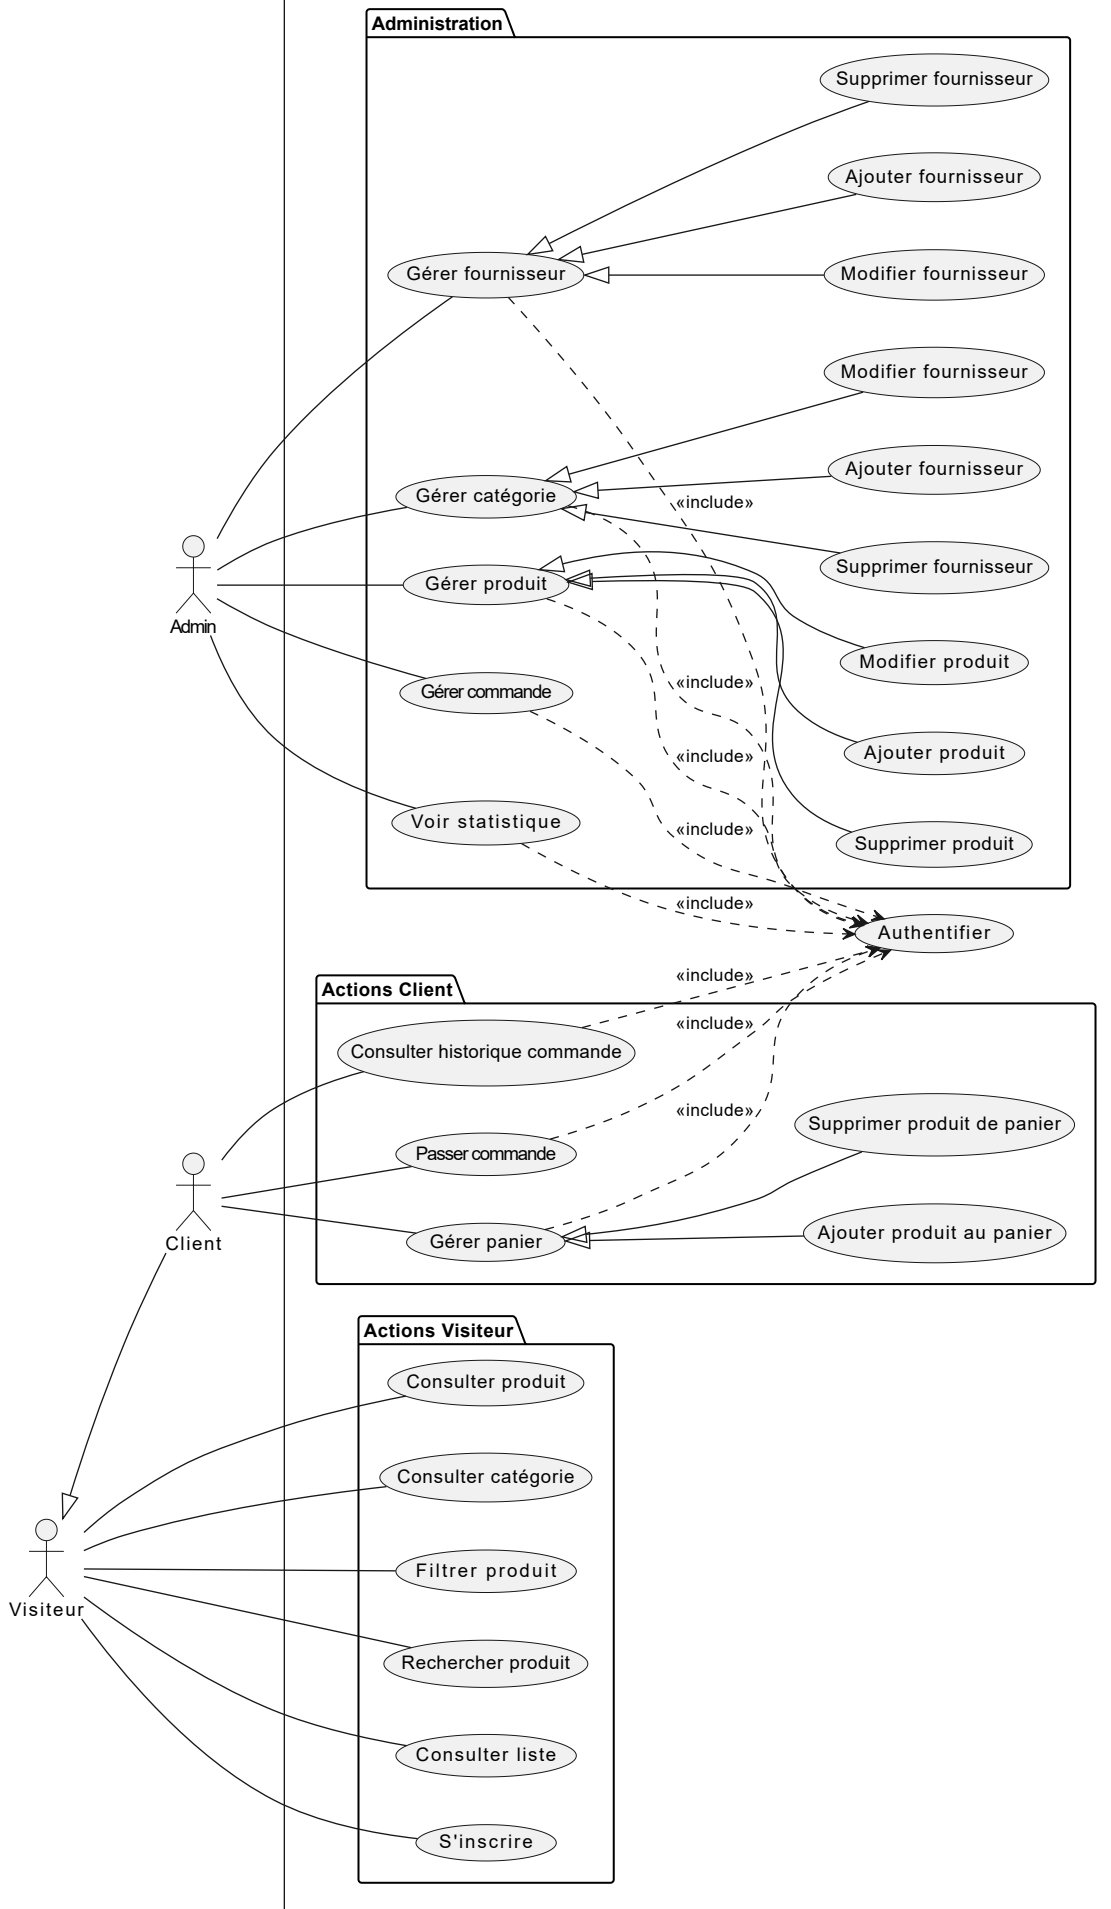 Administration
Supprimer fournisseur
Ajouter fournisseur
Gérer fournisseur
Modifier fournisseur
Modifier fournisseur
Ajouter fournisseur
Gérer catégorie
«include»
Supprimer fournisseur
Gérer produit
Admin
Modifier produit
«include»
Gérer commande
Ajouter produit
«include»
Voir statistique
«include»
Supprimer produit
«include»
Authentifier
«include»
Actions Client
«include»
Consulter historique commande
«include»
Supprimer produit de panier
Passer commande
Ajouter produit au panier
Gérer panier
Client
Actions Visiteur
Consulter produit
Consulter catégorie
Filtrer produit
Visiteur
Rechercher produit
Consulter liste
S'inscrire